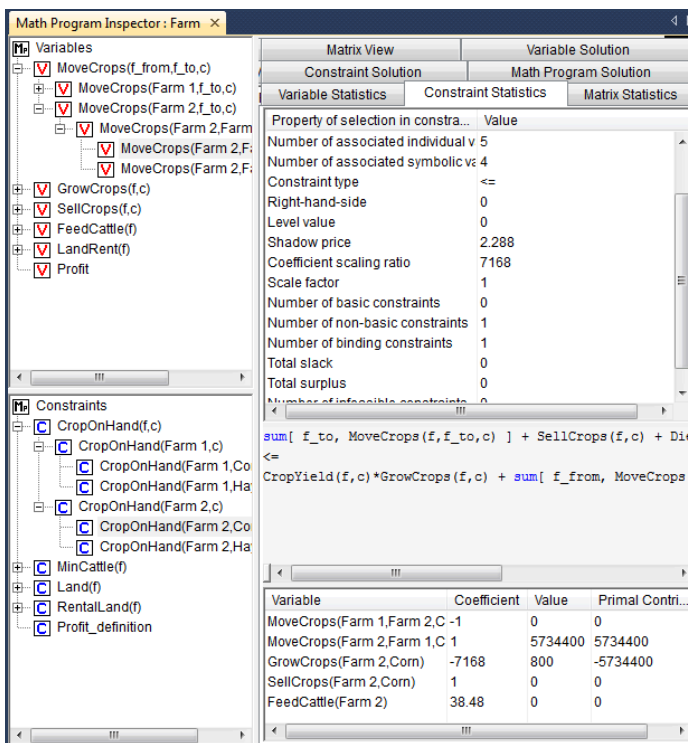 Math Program Inspector : Farm
Variables
MoveCrops(f_from,f_to,c)
MoveCrops(Farm 1,f_to,c)
MoveCrops(Farm 2,f_to,c)
MoveCrops(Farm 2,Farm
MoveCrops(Farm 2,Fa
MoveCrops(Farm 2,Fa
GrowCrops(f,c)
SellCrops(f,c)
FeedCattle(f)
LandRent(f)
Profit
Constraints
CropOnHand(f,c)
CropOnHand(Farm 1,c)
CropOnHand(Farm 1,Co
CropOnHand(Farm 1,Ha
CropOnHand(Farm 2,c)
CropOnHand(Farm 2,Co
CropOnHand(Farm 2,Ha
MinCattle(f)
Land(f)
RentalLand(f)
Profit_definition
Matrix View Variable Solution
Constraint Solution Math Program Solution
Variable Statistics Constraint Statistics Matrix Statistics
Property of selection in constra... Value
Number of associated individual v 5
Number of associated symbolic va 4
Constraint type <=
Right-hand-side 0
Level value 0
Shadow price 2.288
Coefficient scaling ratio 7168
Scale factor 1
Number of basic constraints 0
Number of non-basic constraints 1
Number of binding constraints 1
Total slack 0
Total surplus 0
Number of infeasible constraints 0
sum[ f_to, MoveCrops(f,f_to,c) ] + SellCrops(f,c) + Die
<=
CropYield(f,c)*GrowCrops(f,c) + sum[ f_from, MoveCrops
Variable Coefficient Value Primal Contri...
MoveCrops(Farm 1,Farm 2,C -1 0 0
MoveCrops(Farm 2,Farm 1,C 1 5734400 5734400
GrowCrops(Farm 2,Corn) -7168 800 -5734400
SellCrops(Farm 2,Corn) 1 0 0
FeedCattle(Farm 2) 38.48 0 0